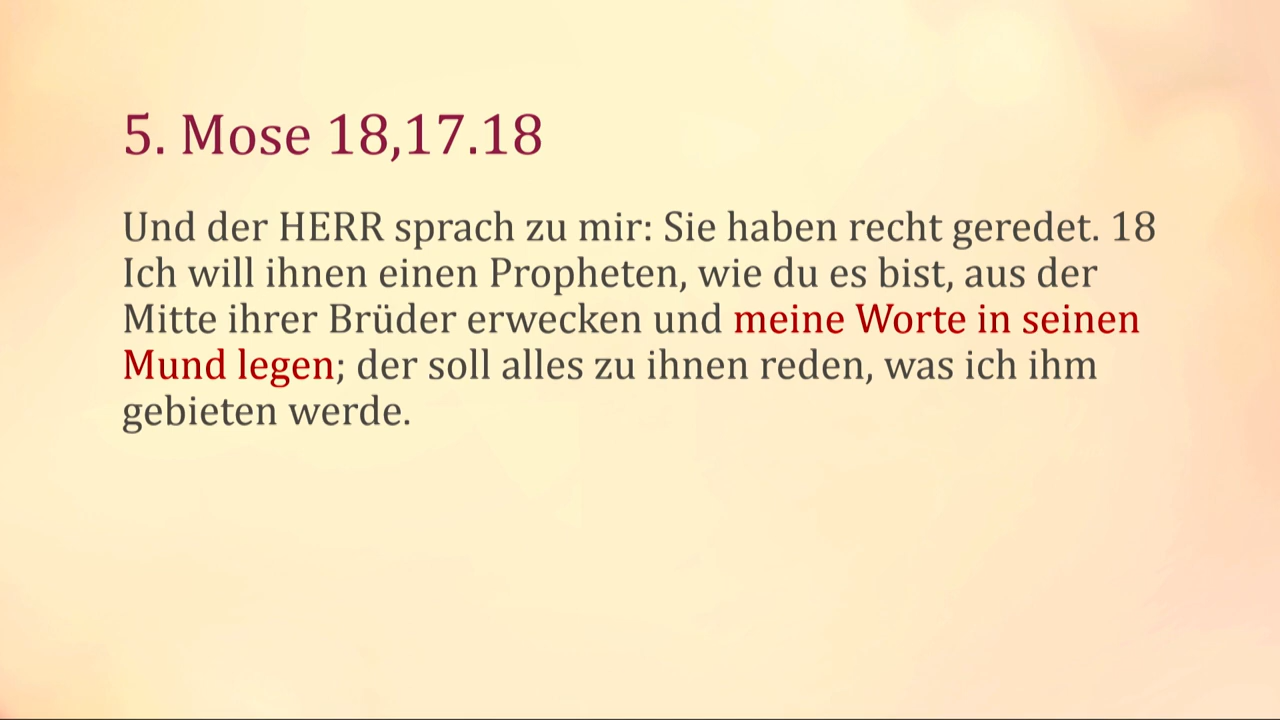 5. Mose 18,17.18
Und der HERR sprach zu mir: Sie haben recht geredet. 18
Ich will ihnen einen Propheten, wie du es bist, aus der
Mitte ihrer Brüder erwecken und meine Worte in seinen
Mund legen; der soll alles zu ihnen reden, was ich ihm
gebieten werde.